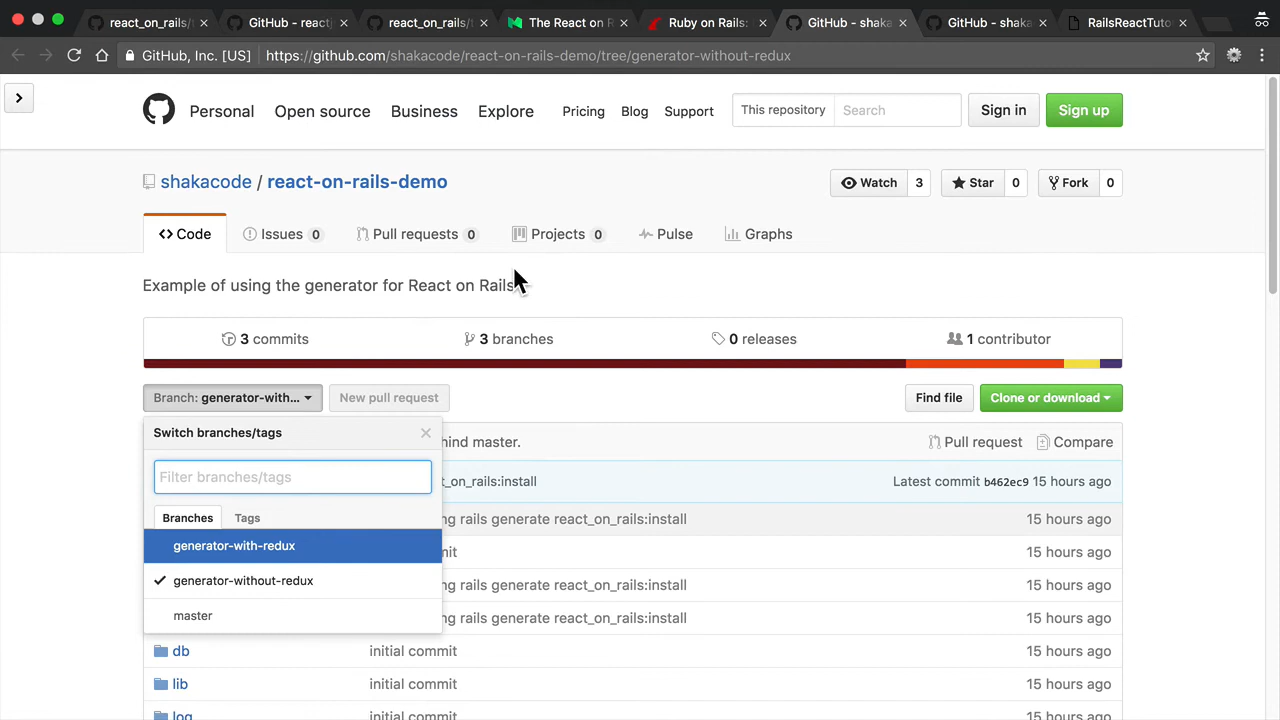 react_on_rails/
GitHub - reactj
react_on_rails/
The React on R
Ruby on Rails:
GitHub - shaka
GitHub - shaka
RailsReactTuto
GitHub, Inc. [US]
https://github.com/shakacode/react-on-rails-demo/tree/generator-without-redux
Personal
Open source
Business
Explore
Pricing
Blog
Support
This repository
Search
Sign in
Sign up
shakacode / react-on-rails-demo
Watch 3
Star 0
Fork 0
Code
Issues 0
Pull requests 0
Projects 0
Pulse
Graphs
Example of using the generator for React on Rails
3 commits
3 branches
0 releases
1 contributor
Branch: generator-with...
New pull request
Find file
Clone or download
Switch branches/tags
hind master.
Pull request
Compare
Filter branches/tags
ct_on_rails:install
Latest commit b462ec9 15 hours ago
Branches
Tags
ng rails generate react_on_rails:install
15 hours ago
generator-with-redux
mit
15 hours ago
generator-without-redux
ng rails generate react_on_rails:install
15 hours ago
master
ng rails generate react_on_rails:install
15 hours ago
db
initial commit
15 hours ago
lib
initial commit
15 hours ago
log
initial commit
15 hours ago